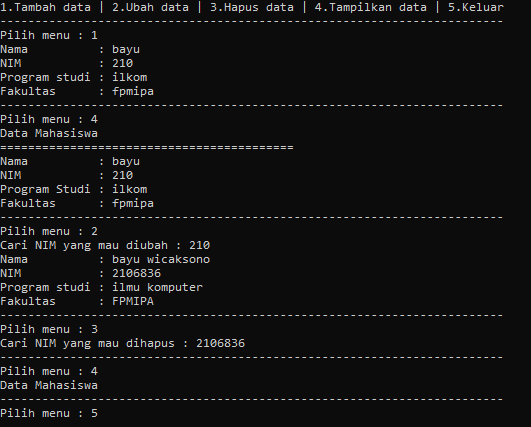 1.Tambah data | 2.Ubah data | 3.Hapus data | 4.Tampilkan data | 5.Keluar
------------------------------------------------------------------------
Pilih menu : 1
Nama          : bayu
NIM           : 210
Program studi : ilkom
Fakultas      : fpmipa
------------------------------------------------------------------------
Pilih menu : 4
Data Mahasiswa
==========================================
Nama          : bayu
NIM           : 210
Program Studi : ilkom
Fakultas      : fpmipa
------------------------------------------------------------------------
Pilih menu : 2
Cari NIM yang mau diubah : 210
Nama          : bayu wicaksono
NIM           : 2106836
Program studi : ilmu komputer
Fakultas      : FPMIPA
------------------------------------------------------------------------
Pilih menu : 3
Cari NIM yang mau dihapus : 2106836
------------------------------------------------------------------------
Pilih menu : 4
Data Mahasiswa
------------------------------------------------------------------------
Pilih menu : 5